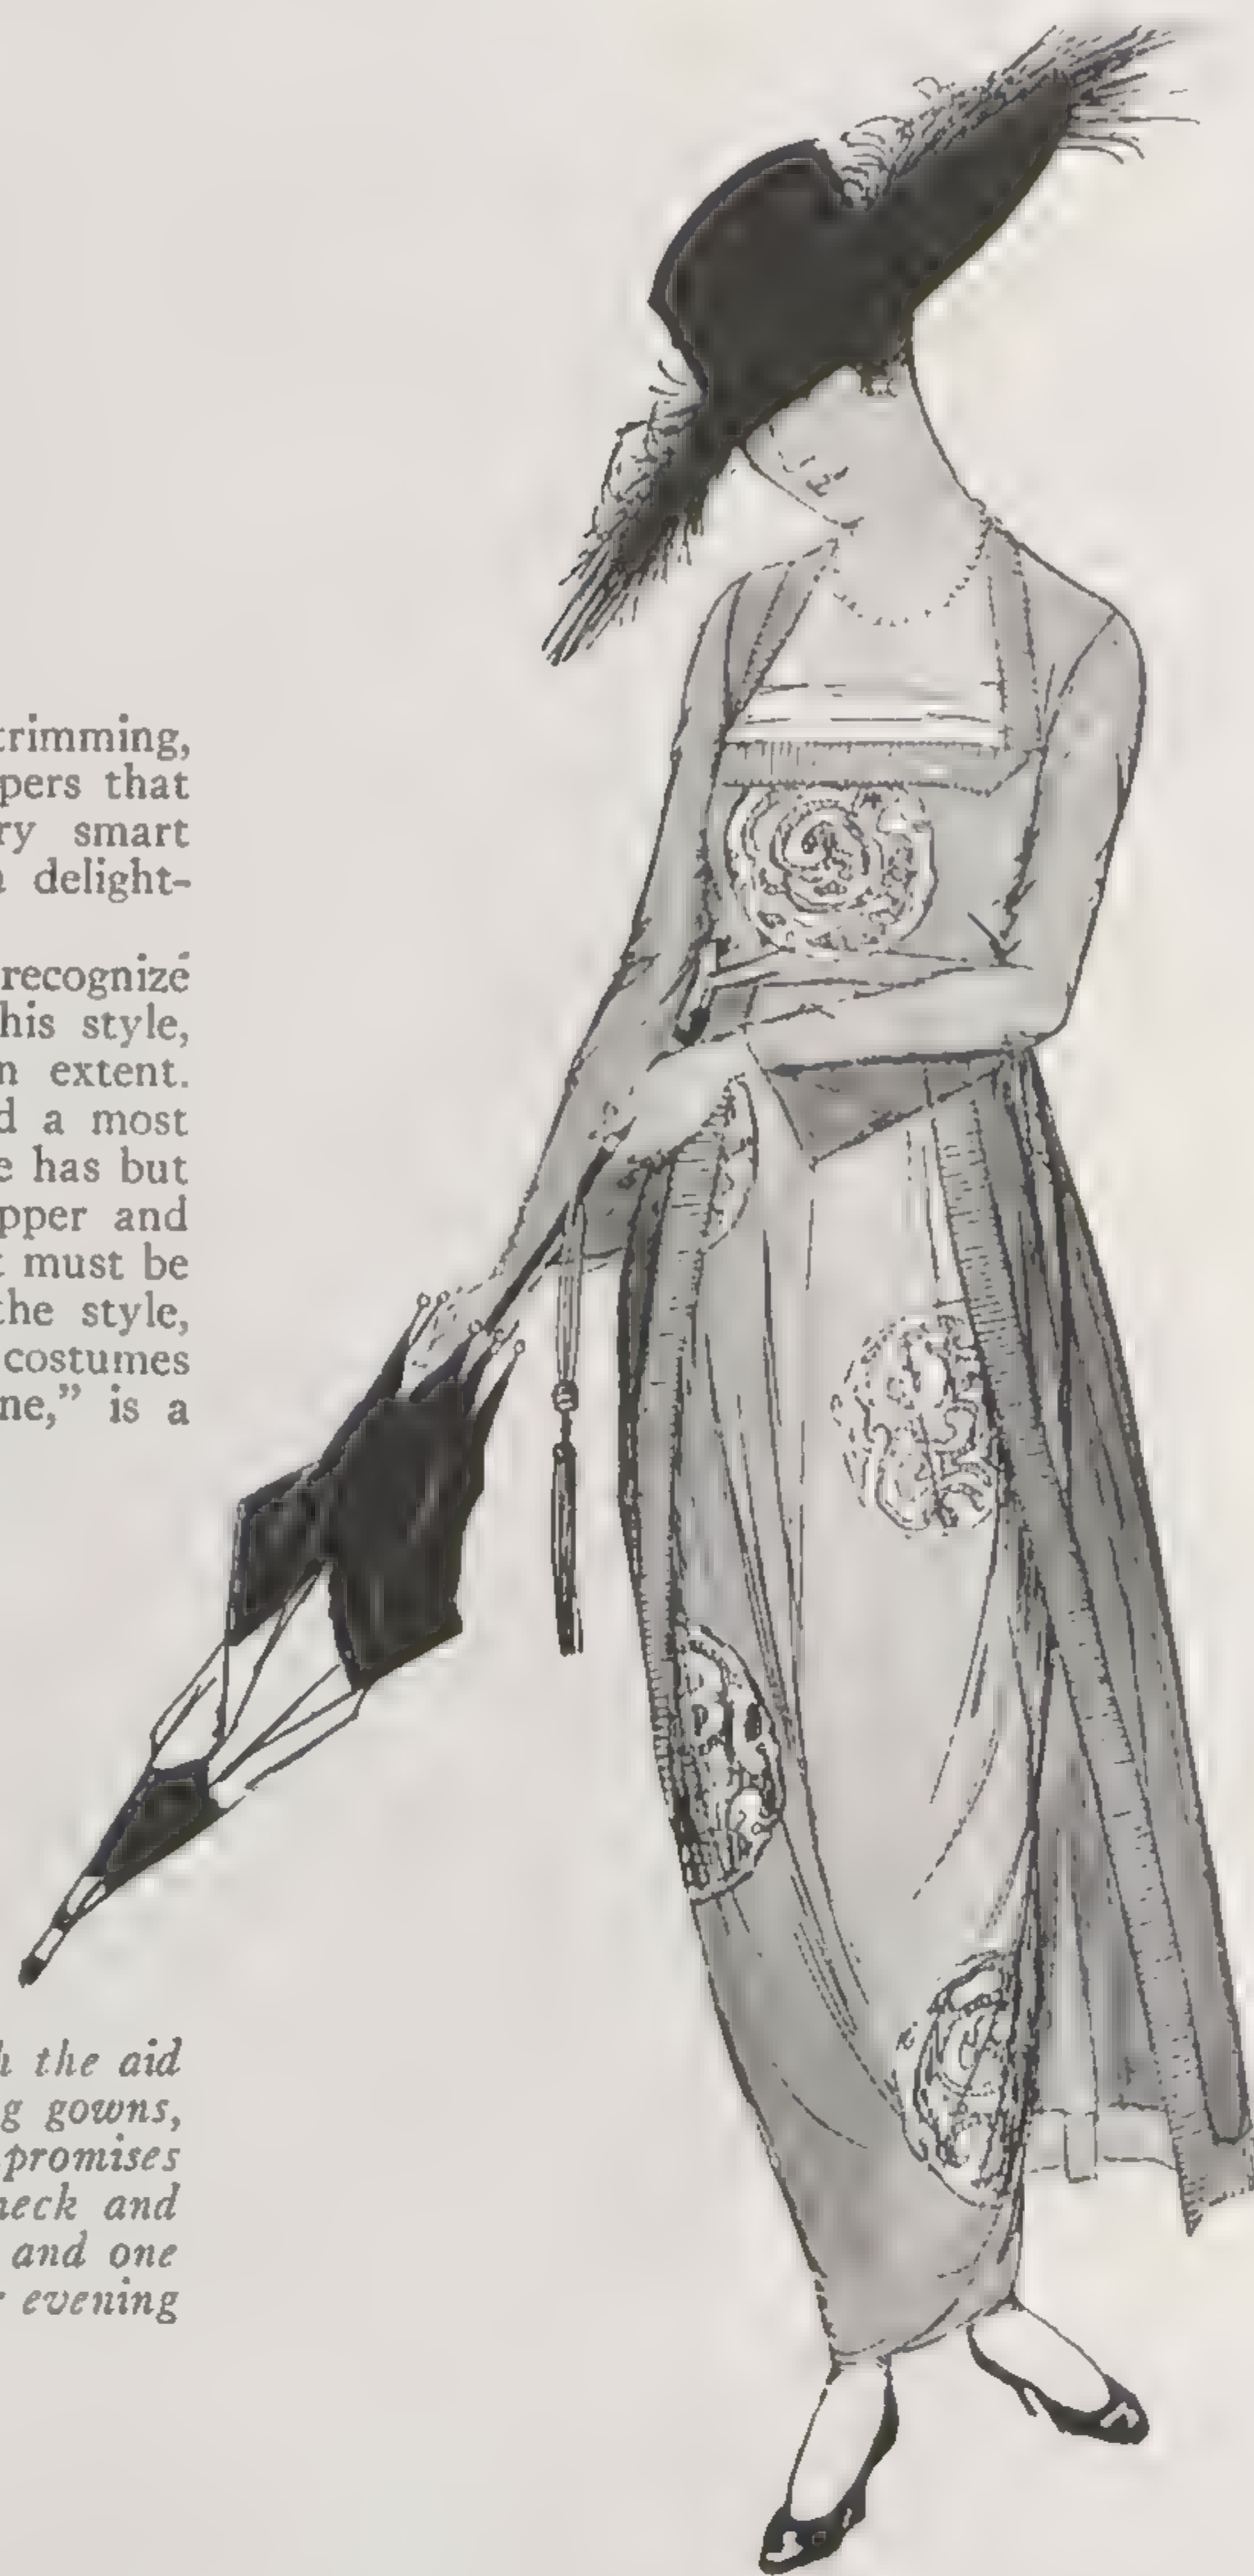 trimming,
pers that
ry smart
delight-
recognize
his style,
n extent.
d a most
e has but
pper and
must be
the style,
costumes
ne,” is a
h the aid
g gowns,
promises
neck and
and one
evening